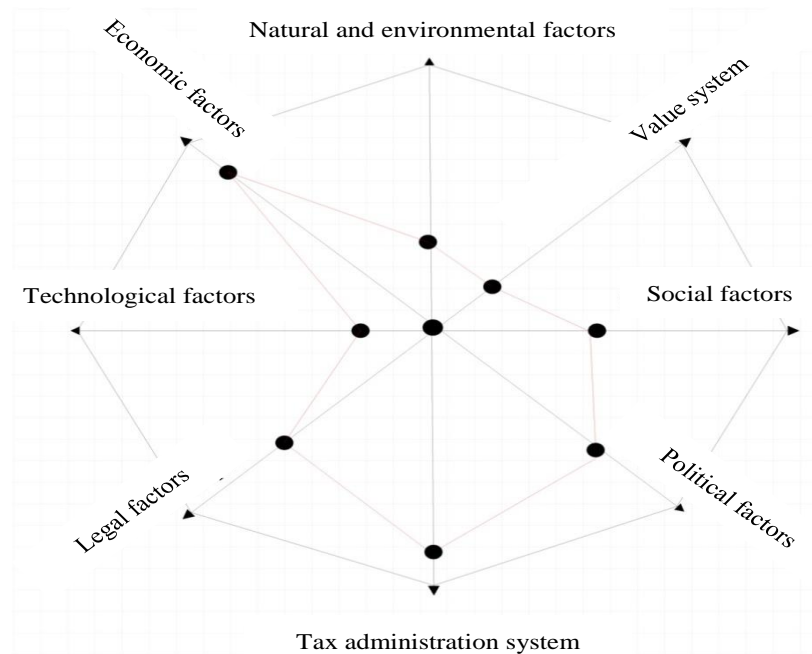 Natural and environmental factors
Economic factors
Value system
Technological factors
Social factors
Legal factors
Political factors
Tax administration system